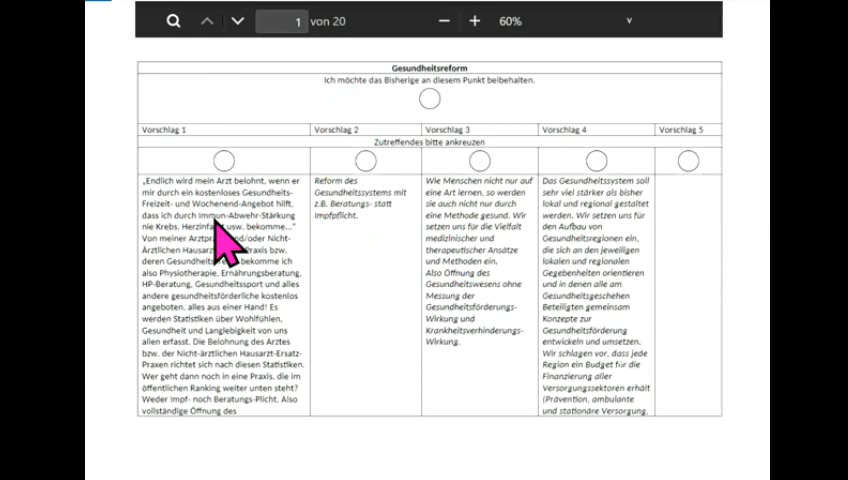 1 von 20 60%
Gesundheitsreform
Ich möchte das Bisherige an diesem Punkt beibehalten.
Vorschlag 1 Vorschlag 2 Vorschlag 3 Vorschlag 4 Vorschlag 5
Zutreffendes bitte ankreuzen
„Endlich wird mein Arzt belohnt, wenn er
mir durch ein kostenloses Gesundheits-
Freizeit- und Wochenend-Angebot hilft,
dass ich durch Immun-Abwehr-Stärkung
nie Krebs, usw. bekomme...“
Von meiner und/oder Nicht-
Ärztlichen bzw.
deren bekomme ich
also Physiotherapie, Ernährungsberatung,
HP-Beratung, Gesundheitssport und alles
andere gesundheitsförderliche kostenlos
angeboten, alles aus einer Hand! Es
werden Statistiken über Wohlfühlen,
Gesundheit und Langlebigkeit von uns
allen erfasst. Die Belohnung des Arztes
bzw. der Nicht-ärztlichen Hausarzt-Ersatz-
Praxen richtet sich nach diesen Statistiken.
Wer geht dann noch in eine Praxis, die im
öffentlichen Ranking weiter unten steht?
Weder Impf- noch Beratungs-Plicht. Also
vollständige Öffnung des
Reform des
Gesundheitssystems mit
z.B. Beratungs- statt
Impfpflicht.
Wie Menschen nicht nur auf
eine Art lernen, so werden
sie auch nicht nur durch
eine Methode gesund. Wir
setzen uns für die Vielfalt
medizinischer und
therapeutischer Ansätze
und Methoden ein.
Also Öffnung des
Gesundheitswesens ohne
Messung der
Gesundheitsförderungs-
Wirkung und
Krankheitsverhinderungs-
Wirkung.
Das Gesundheitssystem soll
sehr viel stärker als bisher
lokal und regional gestaltet
werden. Wir setzen uns für
den Aufbau von
Gesundheitsregionen ein,
die sich an den jeweiligen
lokalen und regionalen
Gegebenheiten orientieren
und in denen alle am
Gesundheitsgeschehen
Beteiligten gemeinsam
Konzepte zur
Gesundheitsförderung
entwickeln und umsetzen.
Wir schlagen vor, dass jede
Region ein Budget für die
Finanzierung aller
Versorgungssektoren erhält
(Prävention, ambulante
und stationäre Versorgung,